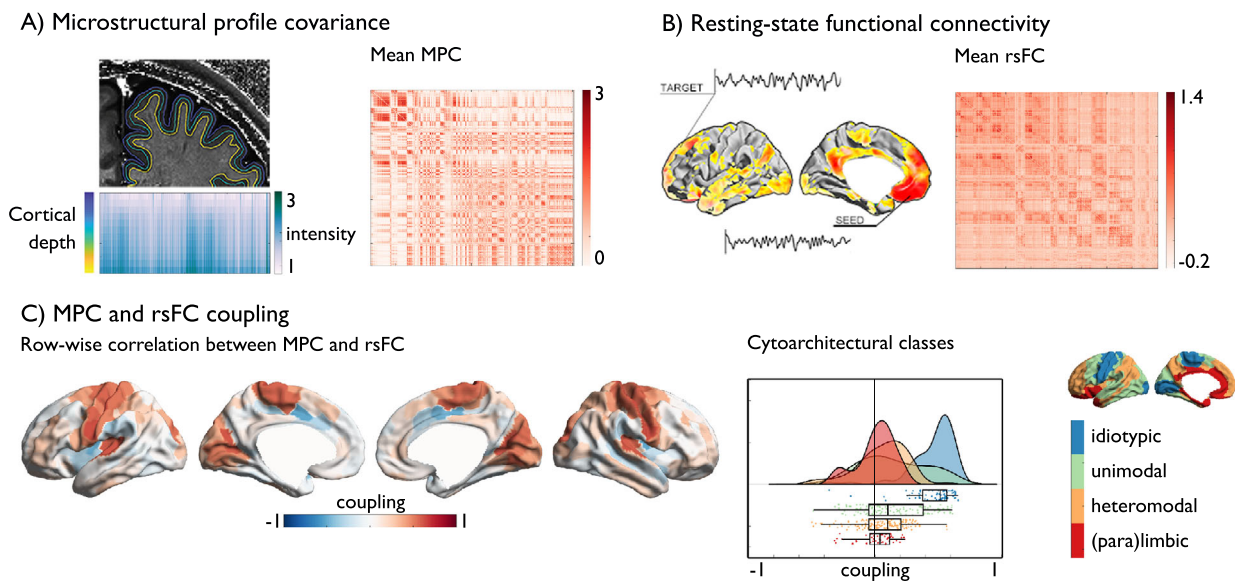 A) Microstructural profile covariance
Mean MPC
3
0
Cortical
depth
3
intensity
1
B) Resting-state functional connectivity
Mean rsFC
TARGET
SEED
1.4
-0.2
C) MPC and rsFC coupling
Row-wise correlation between MPC and rsFC
coupling
-1
1
Cytoarchitectural classes
-1
coupling
1
idiotypic
unimodal
heteromodal
(para)limbic